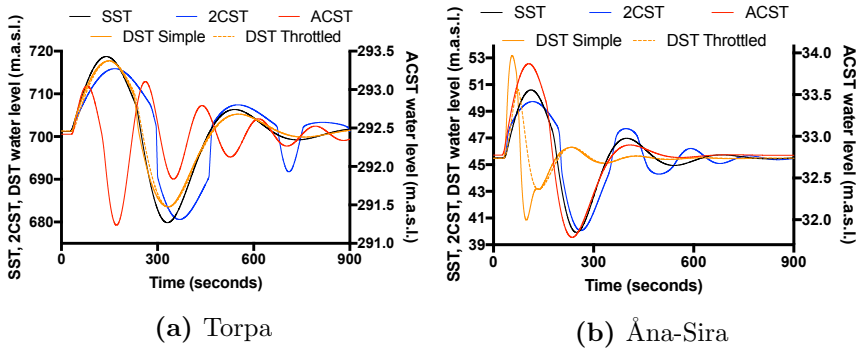 SST 2CST ACST
DST Simple DST Throttled
SST, 2CST, DST water level (m.a.s.l.)
720
700
680
293.5
293.0
292.5
292.0
291.5
291.0
ACST water level (m.a.s.l.)
0 300 600 900
Time (seconds)
(a) Torpa
SST 2CST ACST
DST Simple DST Throttled
SST, 2CST, DST water level (m.a.s.l.)
53
51
49
47
45
43
41
39
34.0
33.5
33.0
32.5
32.0
ACST water level (m.a.s.l.)
0 300 600 900
Time (seconds)
(b) Åna-Sira